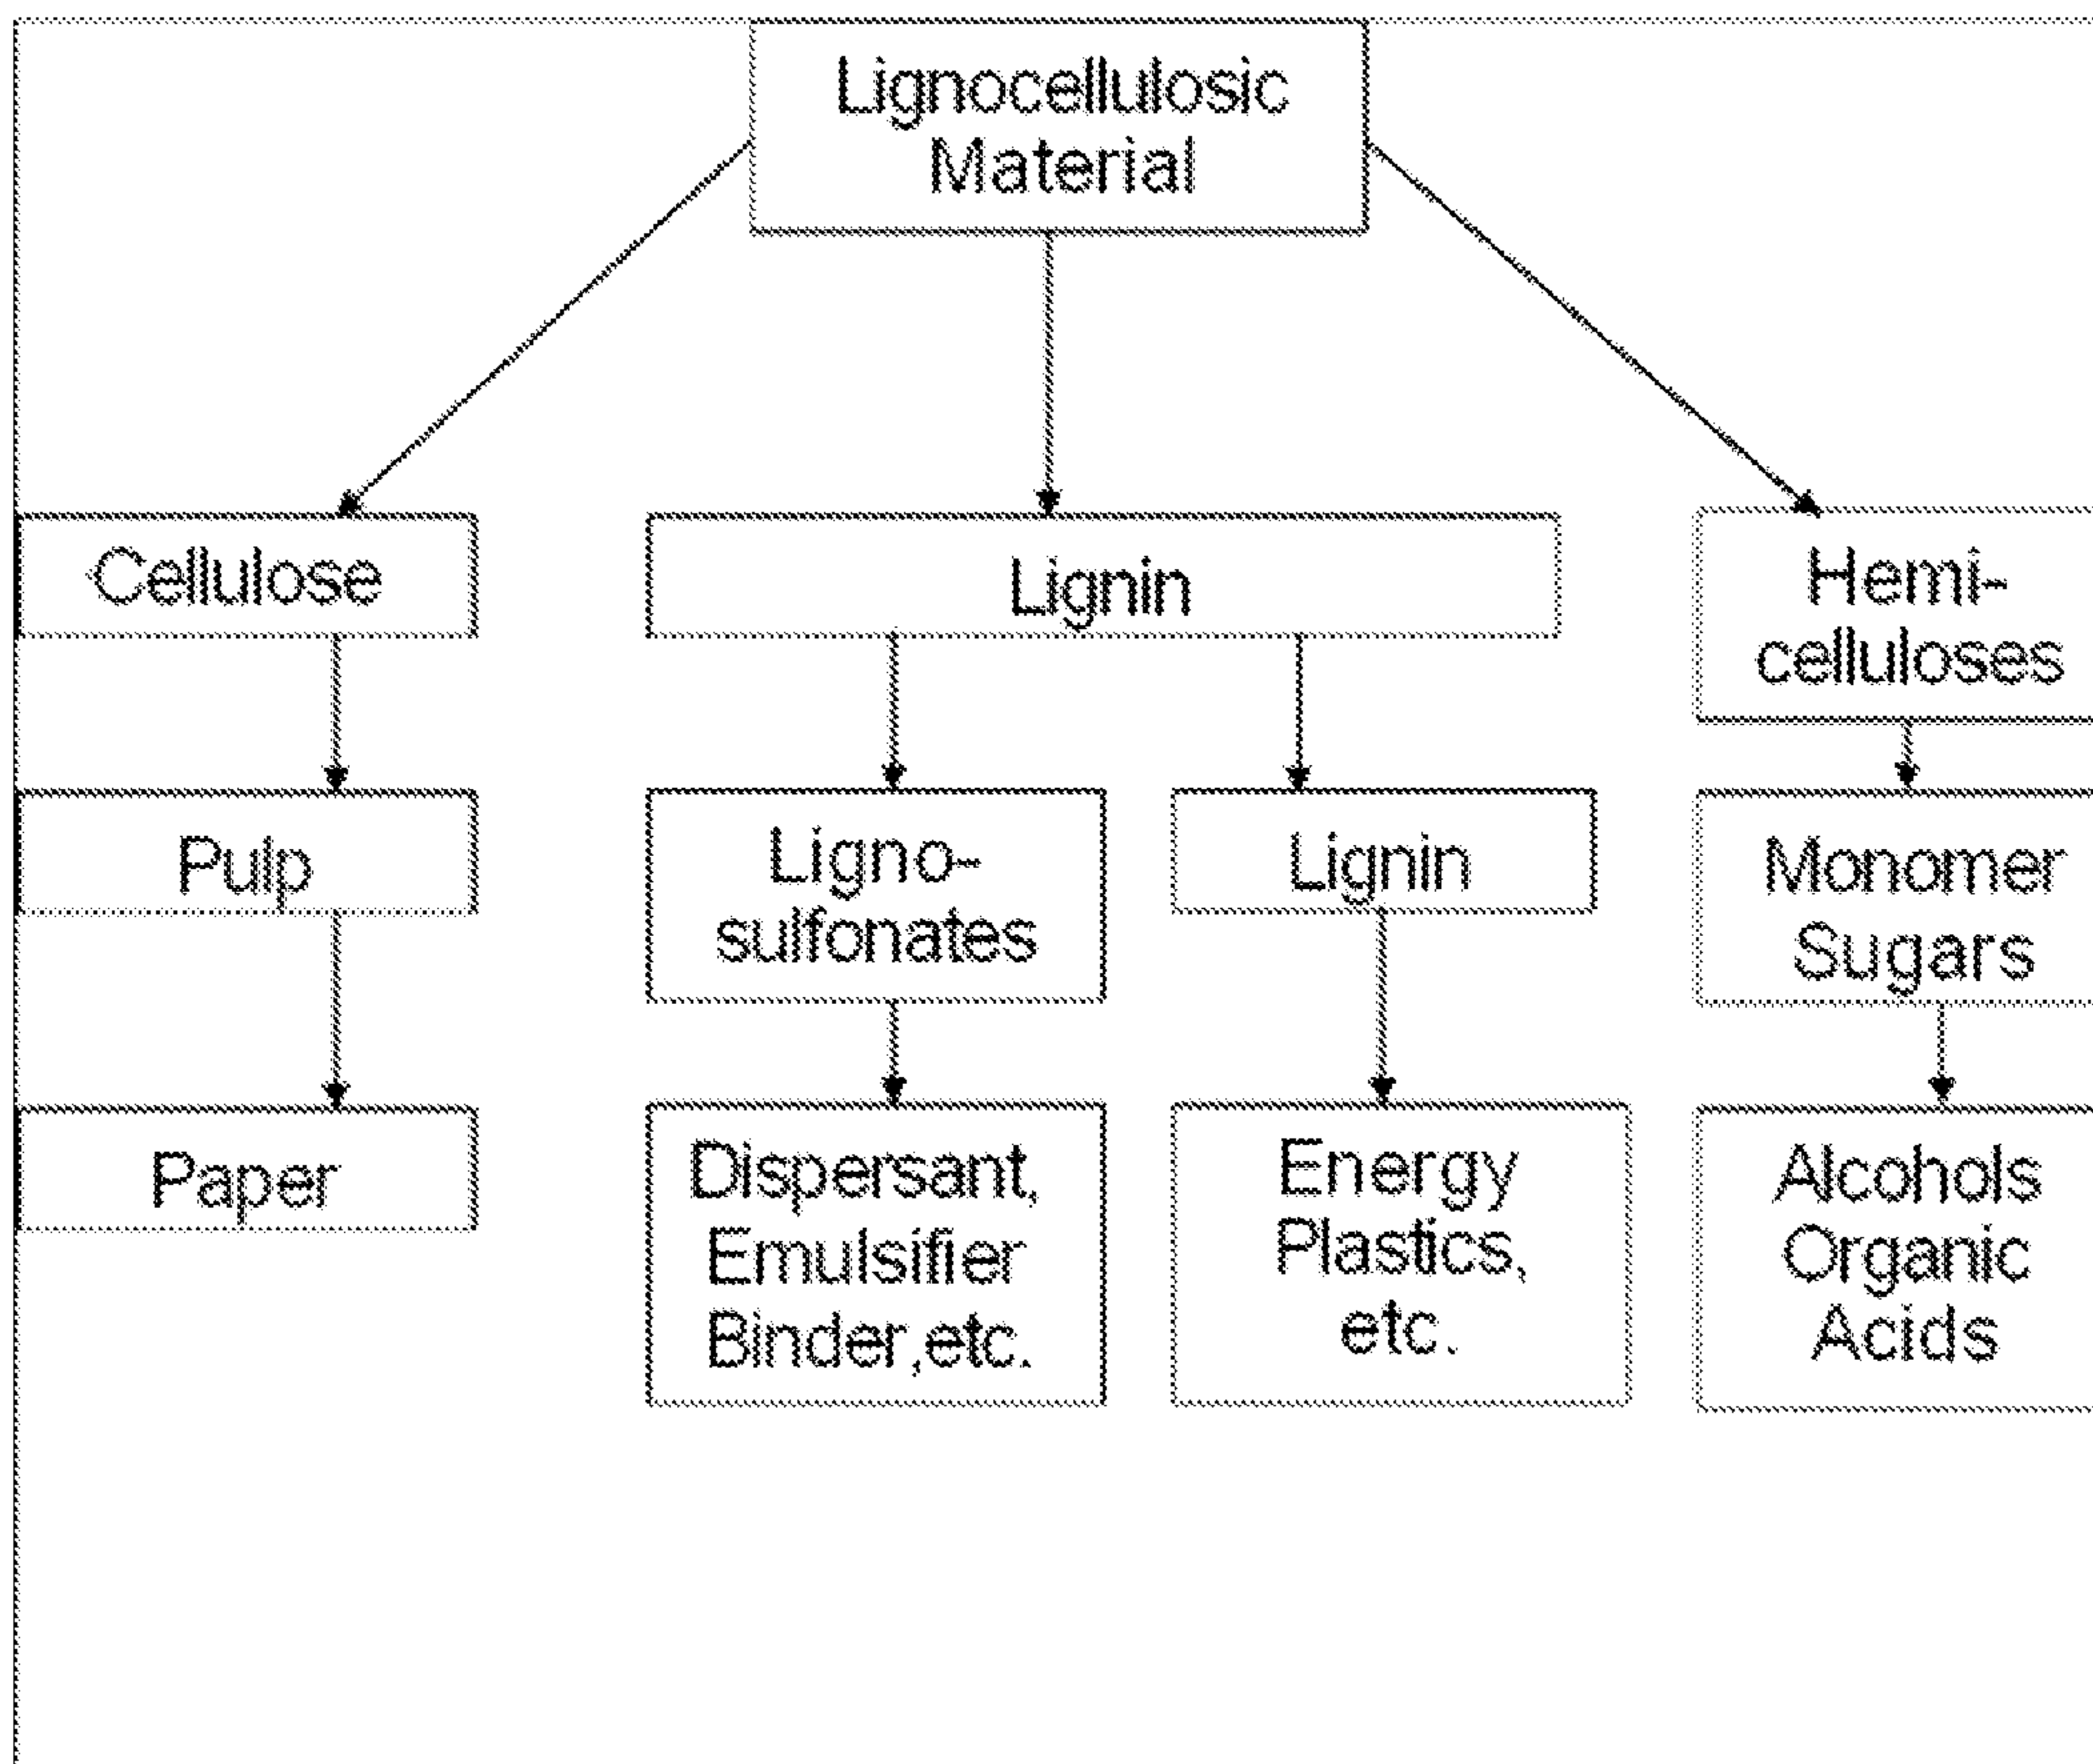 Lignocellulosic
Material
Cellulose
Lignin
Hemi-
celluloses
Pulp
Ligno-
sulfonates
Lignin
Monomer
Sugars
Paper
Dispersant,
Emulsifier
Binder,etc.
Energy
Plastics,
etc.
Alcohols
Organic
Acids